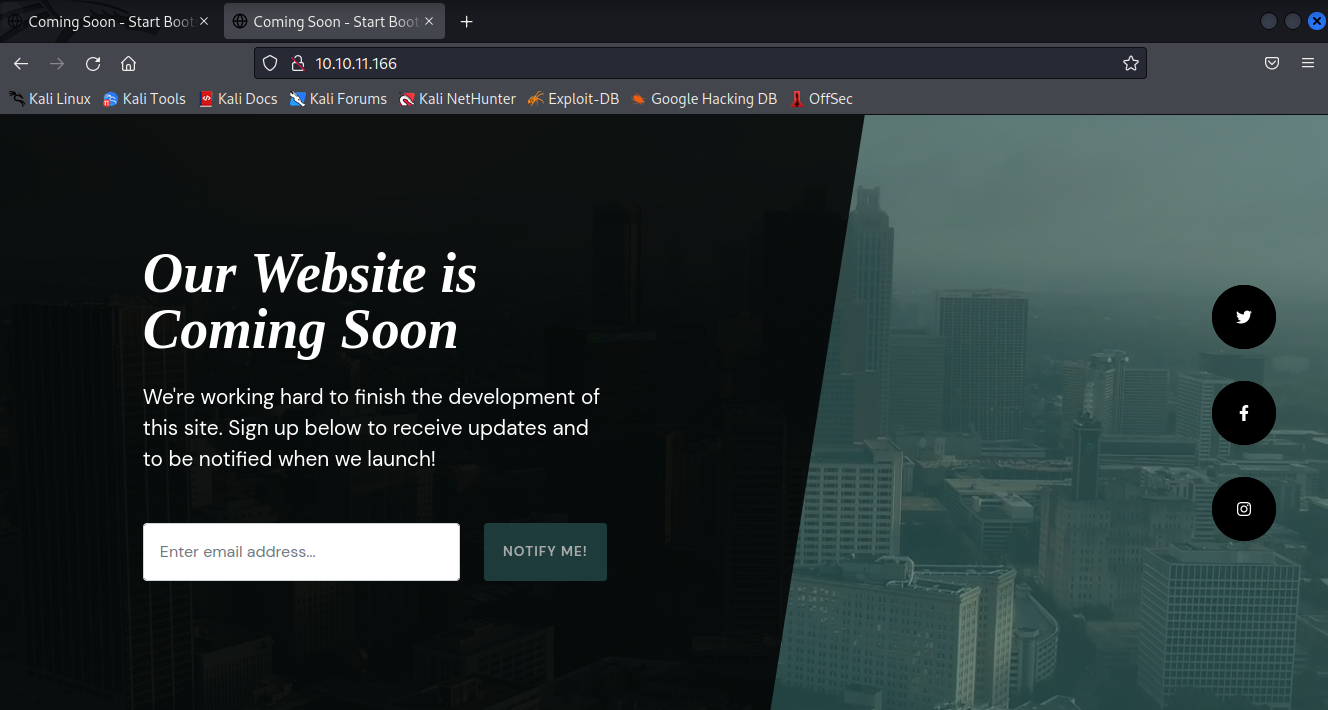 Coming Soon - Start Boot
Coming Soon - Start Boot
10.10.11.166
Kali Linux Kali Tools Kali Docs Kali Forums Kali NetHunter Exploit-DB Google Hacking DB OffSec
Our Website is
Coming Soon
We're working hard to finish the development of
this site. Sign up below to receive updates and
to be notified when we launch!
Enter email address...
NOTIFY ME!